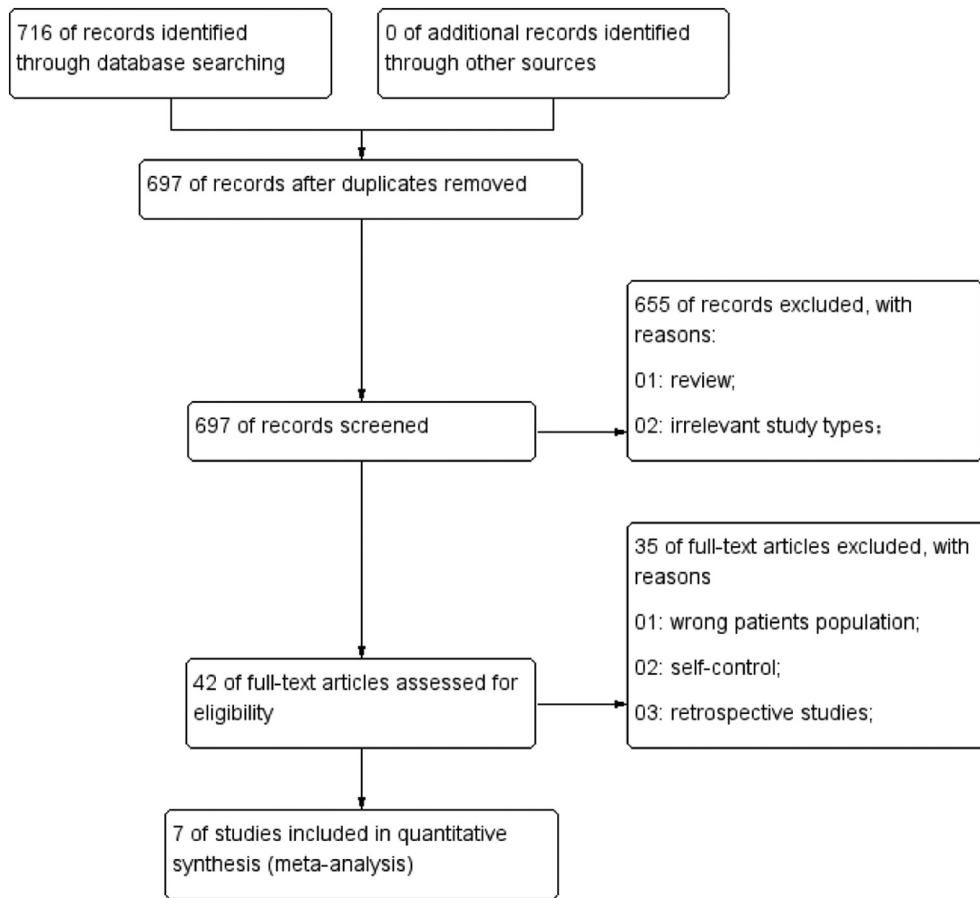 716 of records identified
through database searching
0 of additional records identified
through other sources
697 of records after duplicates removed
655 of records excluded, with
reasons:
01: review;
02: irrelevant study types；
697 of records screened
35 of full-text articles excluded, with
reasons
01: wrong patients population;
02: self-control;
03: retrospective studies;
42 of full-text articles assessed for
eligibility
7 of studies included in quantitative
synthesis (meta-analysis)